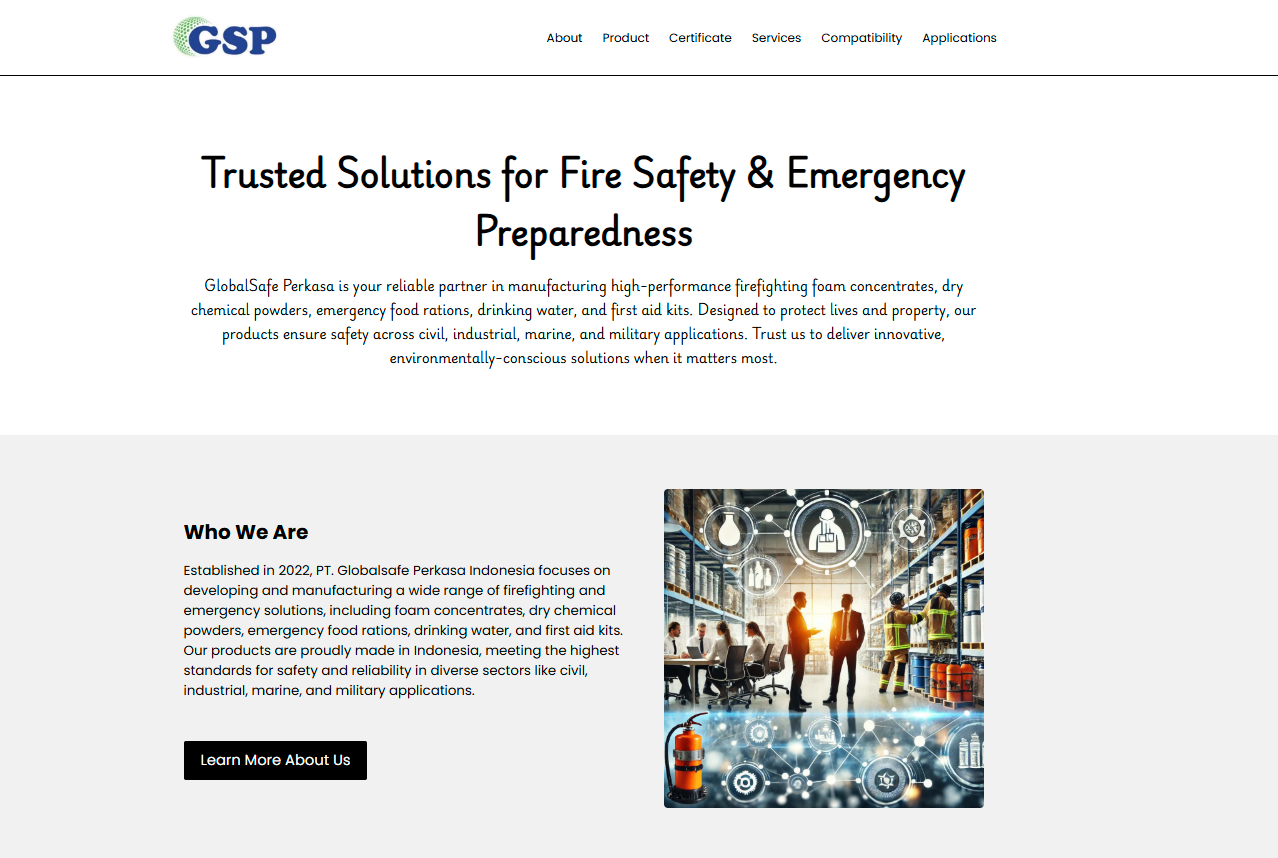 GSP
About Product Certificate Services Compatibility Applications
Trusted Solutions for Fire Safety & Emergency
Preparedness
GlobalSafe Perkasa is your reliable partner in manufacturing high-performance firefighting foam concentrates, dry
chemical powders, emergency food rations, drinking water, and first aid kits. Designed to protect lives and property, our
products ensure safety across civil, industrial, marine, and military applications. Trust us to deliver innovative,
environmentally-conscious solutions when it matters most.
Who We Are
Established in 2022, PT. Globalsafe Perkasa Indonesia focuses on
developing and manufacturing a wide range of firefighting and
emergency solutions, including foam concentrates, dry chemical
powders, emergency food rations, drinking water, and first aid kits.
Our products are proudly made in Indonesia, meeting the highest
standards for safety and reliability in diverse sectors like civil,
industrial, marine, and military applications.
Learn More About Us